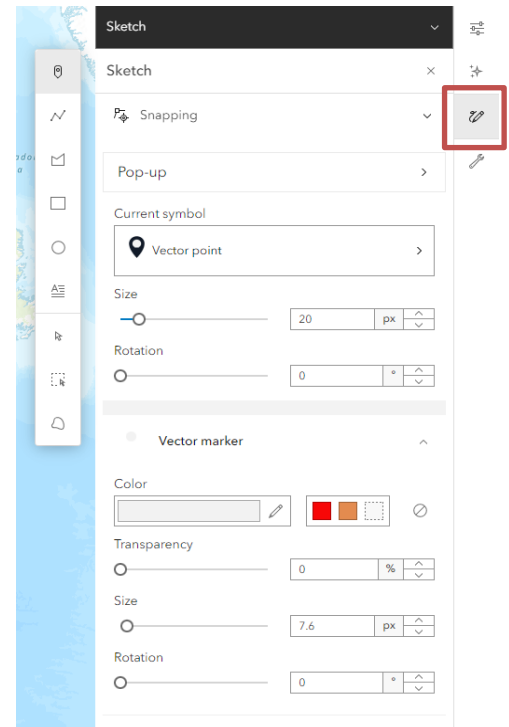 Sketch
Sketch
Snapping
Pop-up
Current symbol
Vector point
Size
20 px
Rotation
0 °
Vector marker
Color
Transparency
0 %
Size
7.6 px
Rotation
0 °